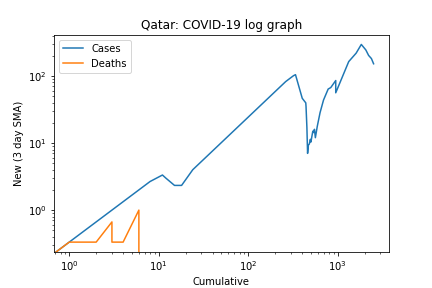 Qatar: COVID-19 log graph
Cases
Deaths
New (3 day SMA)
10²
10¹
10⁰
10⁰ 10¹ 10² 10³
Cumulative